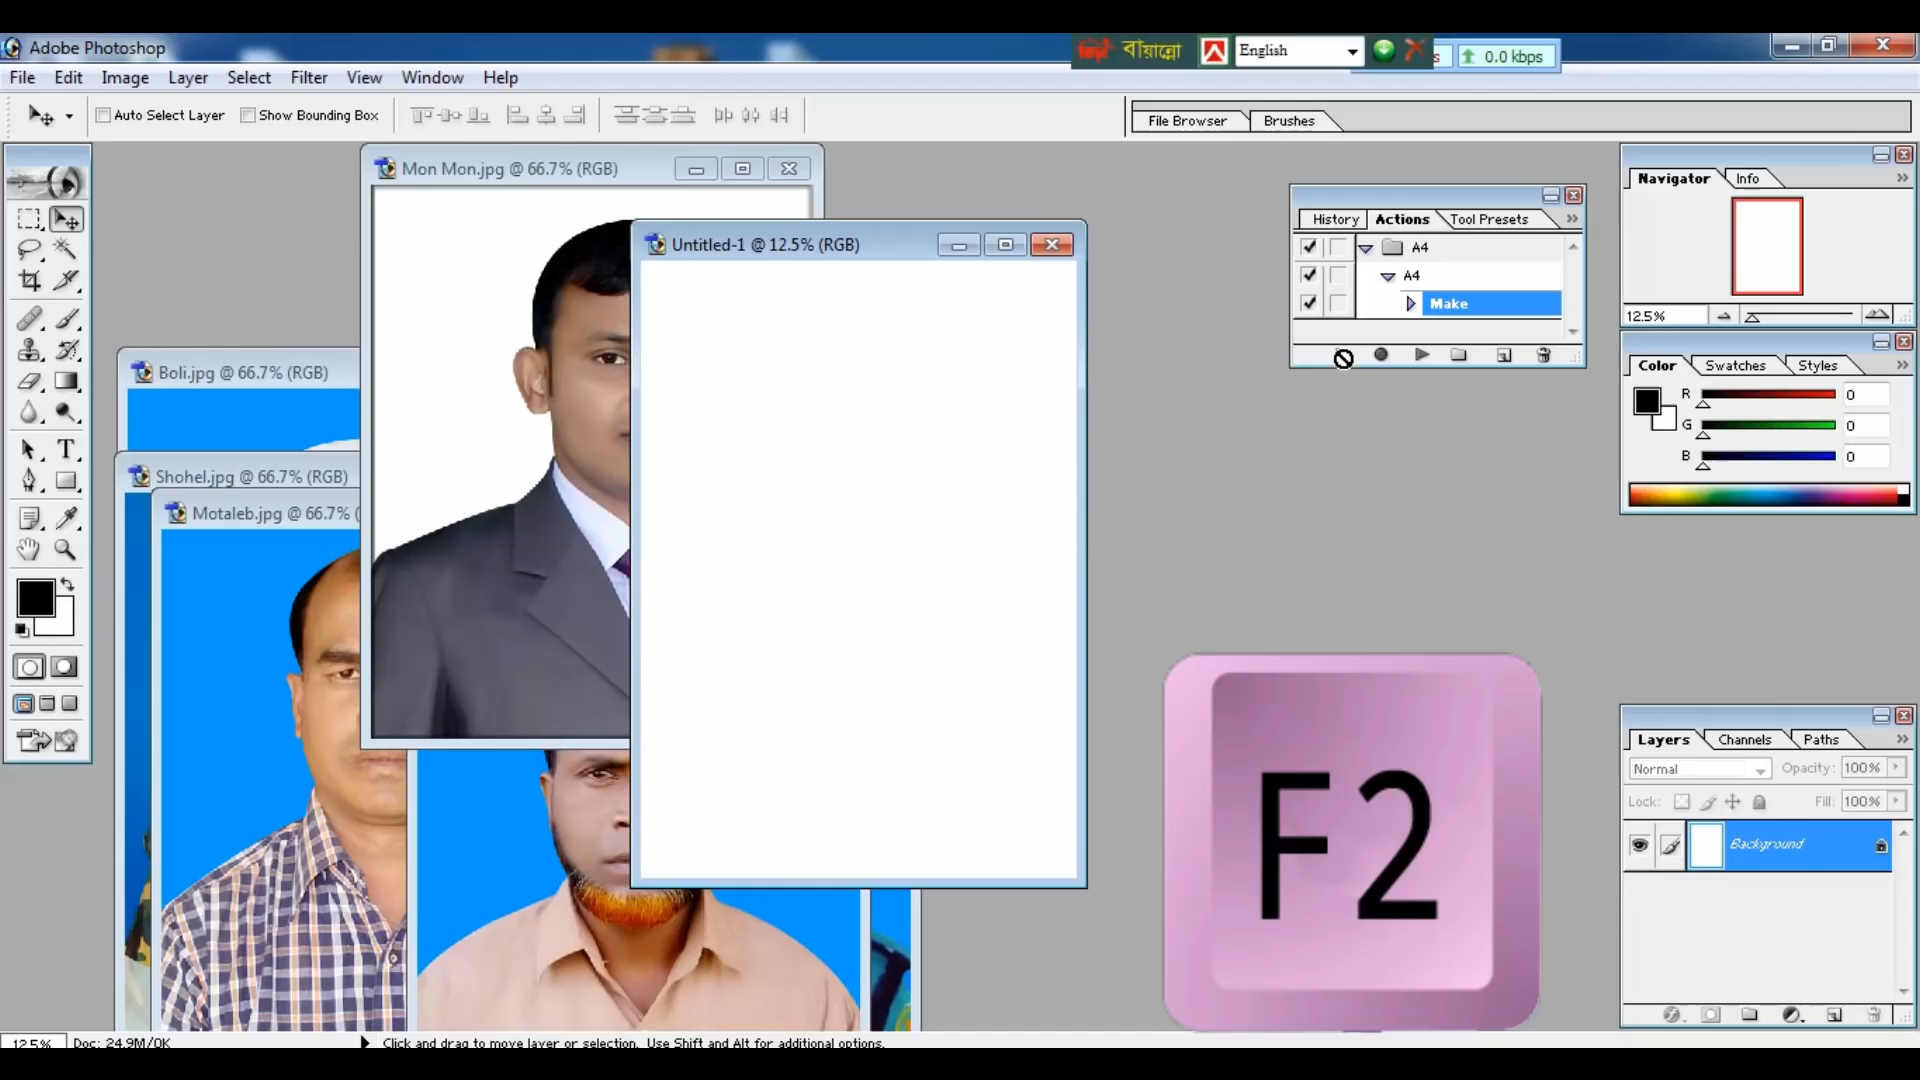 Adobe Photoshop
বায়ান্নো
English
s
0.0 kbps
File Edit Image Layer Select Filter View Window Help
Auto Select Layer
Show Bounding Box
File Browser
Brushes
Mon Mon.jpg @ 66.7% (RGB)
Untitled-1 @ 12.5% (RGB)
Boli.jpg @ 66.7% (RGB)
Shohel.jpg @ 66.7% (RGB)
Motaleb.jpg @ 66.7% (
T
History
Actions
Tool Presets
A4
A4
Make
Navigator
Info
12.5%
Color
Swatches
Styles
R 0
G 0
B 0
F2
Layers
Channels
Paths
Normal
Opacity: 100%
Lock:
Fill: 100%
Background
12.5%
Doc: 24.9M/0K
Click and drag to move layer or selection. Use Shift and Alt for additional options.